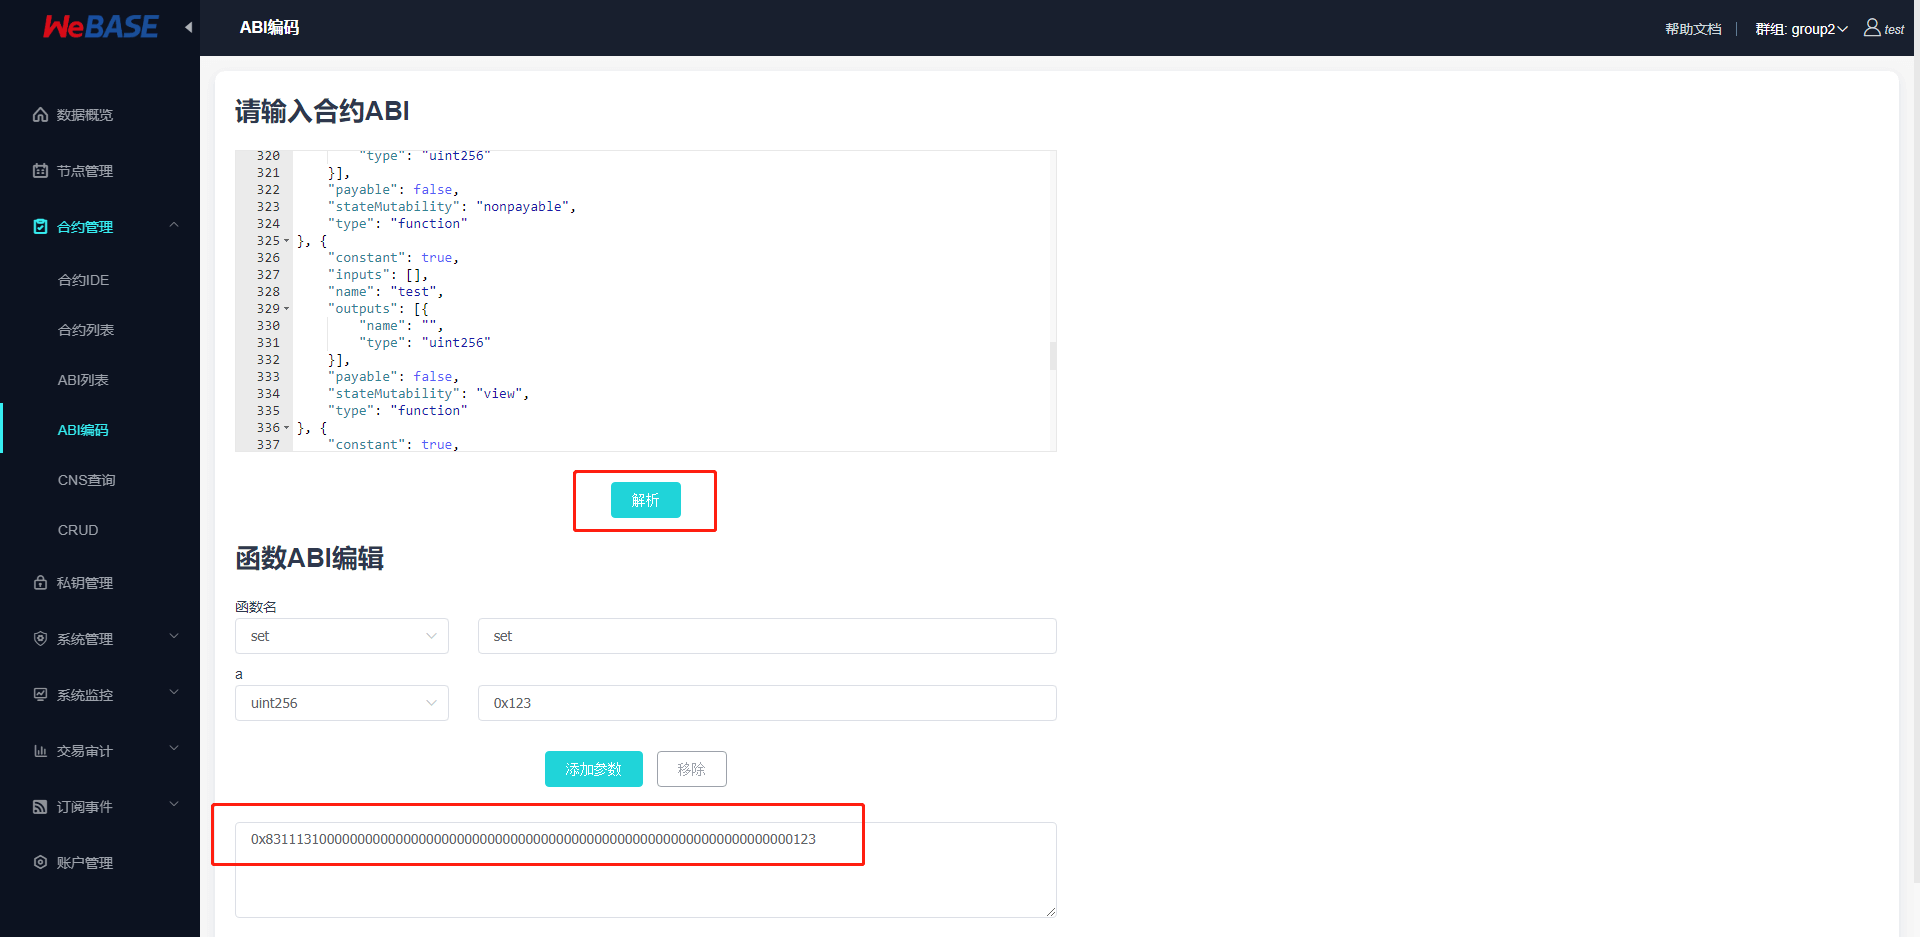 WeBASE
ABI编码
帮助文档
群组: group2
test
数据概览
节点管理
合约管理
合约IDE
合约列表
ABI列表
ABI编码
CNS查询
CRUD
私钥管理
系统管理
系统监控
交易审计
订阅事件
账户管理
请输入合约ABI
320 "type": "uint256"
321 }],
322 "payable": false,
323 "stateMutability": "nonpayable",
324 "type": "function"
325 }, {
326 "constant": true,
327 "inputs": [],
328 "name": "test",
329 "outputs": [{
330 "name": "",
331 "type": "uint256"
332 }],
333 "payable": false,
334 "stateMutability": "view",
335 "type": "function"
336 }, {
337 "constant": true,
解析
函数ABI编辑
函数名
set
set
a
uint256
0x123
添加参数
移除
0x831113100000000000000000000000000000000000000000000000000000000000000123